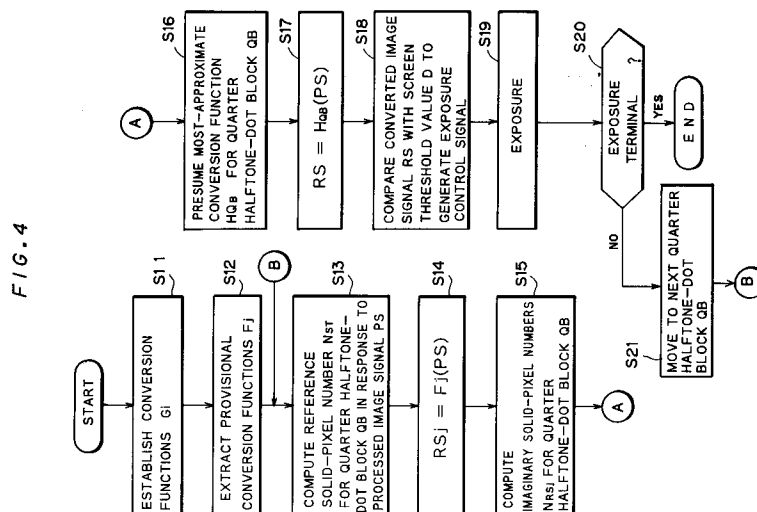 FIG.4
START
S11
ESTABLISH CONVERSION
FUNCTIONS Gi
S12
EXTRACT PROVISIONAL
CONVERSION FUNCTIONS Fj
B
S13
COMPUTE REFERENCE
SOLID-PIXEL NUMBER NST
FOR QUARTER HALFTONE-
DOT BLOCK QB IN RESPONSE TO
PROCESSED IMAGE SIGNAL PS
S14
RSj = Fj(PS)
S15
COMPUTE
IMAGINARY SOLID-PIXEL NUMBERS
NRSj FOR QUARTER
HALFTONE-DOT BLOCK QB
A
A
S16
PRESUME MOST-APPROXIMATE
CONVERSION FUNCTION
HQB FOR QUARTER
HALFTONE-DOT BLOCK QB
S17
RS = HQB(PS)
S18
COMPARE CONVERTED IMAGE
SIGNAL RS WITH SCREEN
THRESHOLD VALUE D TO
GENERATE EXPOSURE
CONTROL SIGNAL
S19
EXPOSURE
S20
EXPOSURE
TERMINAL ?
YES
END
NO
S21
MOVE TO NEXT QUARTER
HALFTONE-DOT
BLOCK QB
B